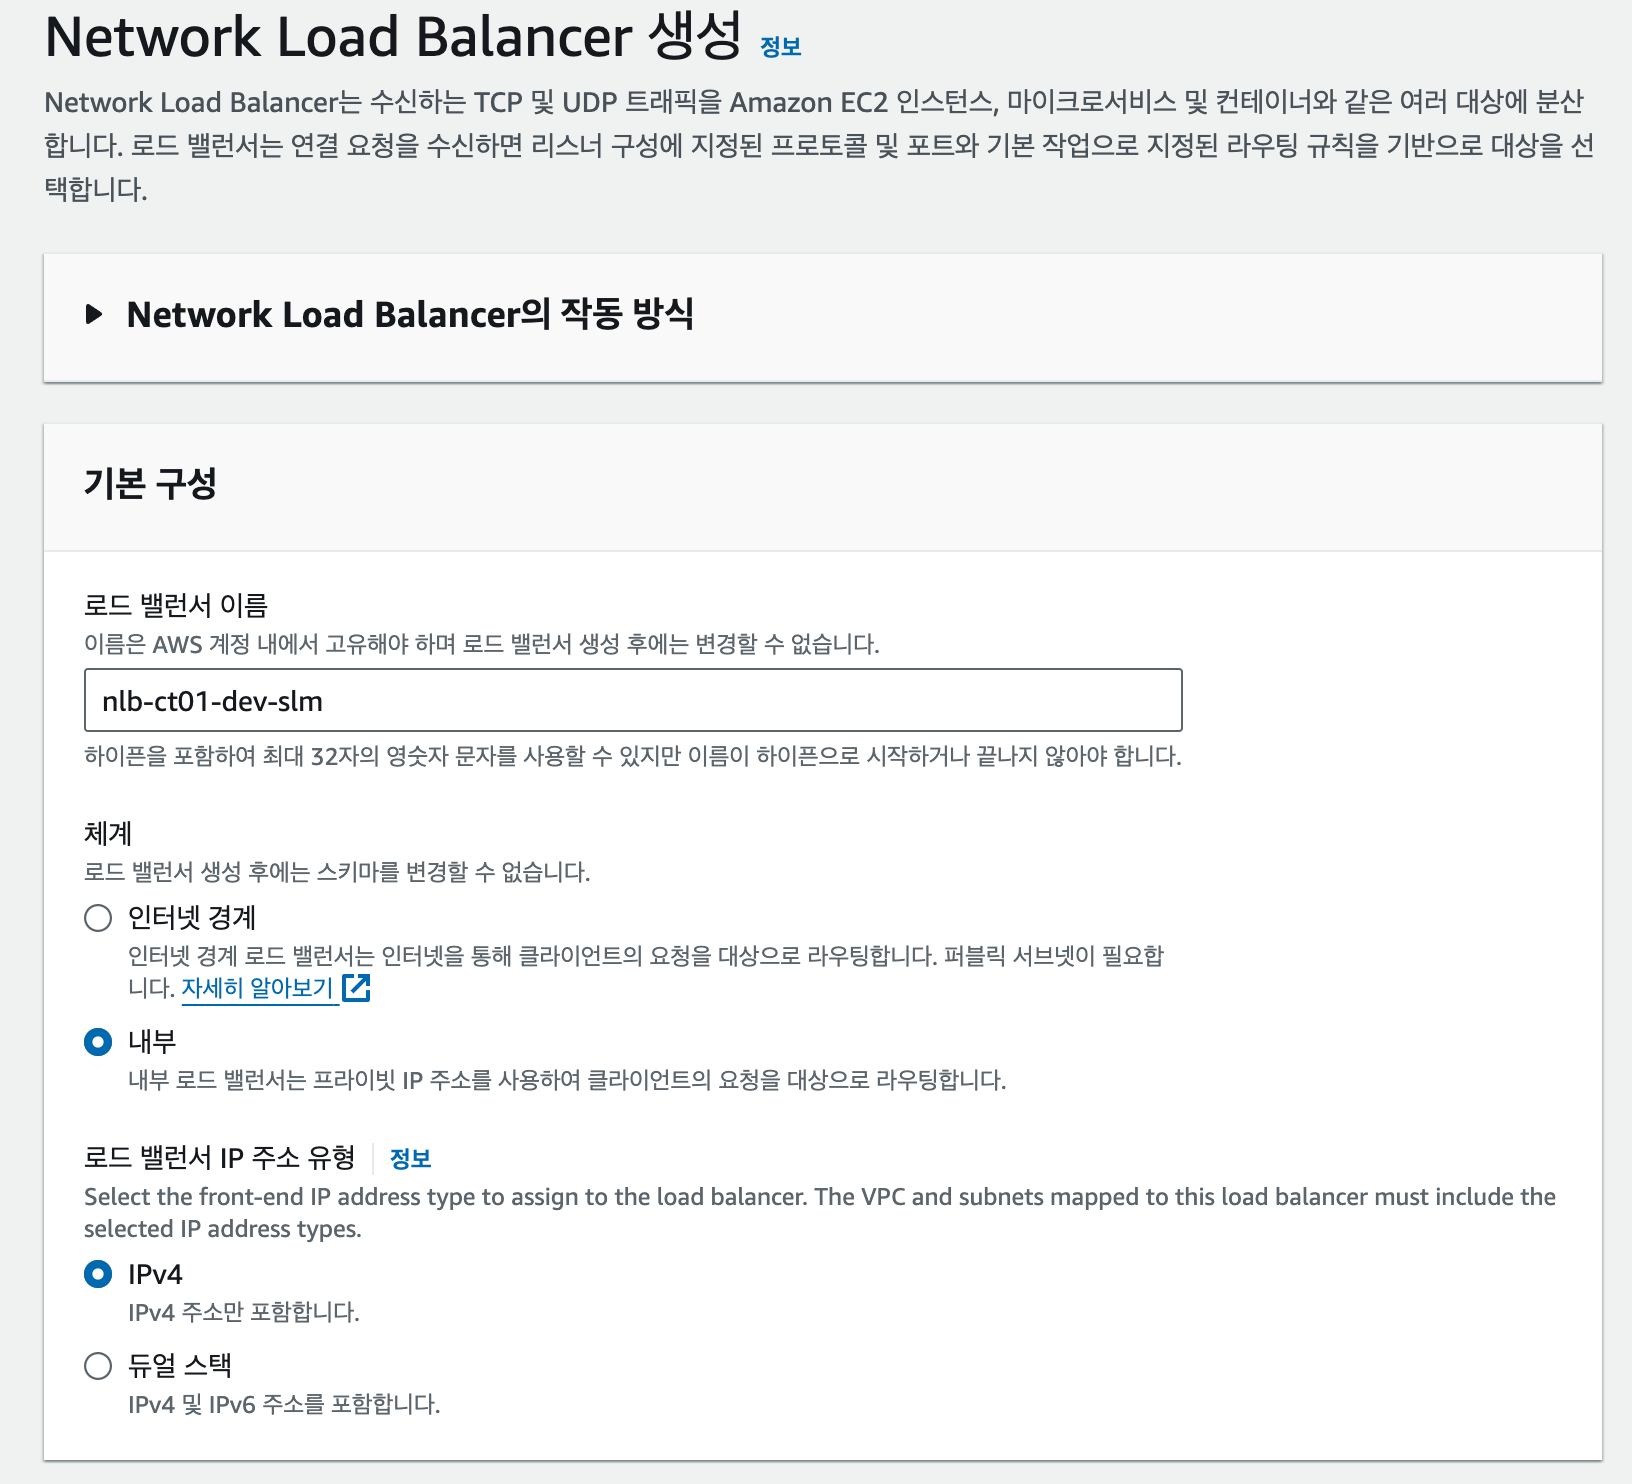 Network Load Balancer 생성 정보
Network Load Balancer는 수신하는 TCP 및 UDP 트래픽을 Amazon EC2 인스턴스, 마이크로서비스 및 컨테이너와 같은 여러 대상에 분산
합니다. 로드 밸런서는 연결 요청을 수신하면 리스너 구성에 지정된 프로토콜 및 포트와 기본 작업으로 지정된 라우팅 규칙을 기반으로 대상을 선
택합니다.
Network Load Balancer의 작동 방식
기본 구성
로드 밸런서 이름
이름은 AWS 계정 내에서 고유해야 하며 로드 밸런서 생성 후에는 변경할 수 없습니다.
nlb-ct01-dev-slm
하이픈을 포함하여 최대 32자의 영숫자 문자를 사용할 수 있지만 이름이 하이픈으로 시작하거나 끝나지 않아야 합니다.
체계
로드 밸런서 생성 후에는 스키마를 변경할 수 없습니다.
인터넷 경계
인터넷 경계 로드 밸런서는 인터넷을 통해 클라이언트의 요청을 대상으로 라우팅합니다. 퍼블릭 서브넷이 필요합
니다. 자세히 알아보기
내부
내부 로드 밸런서는 프라이빗 IP 주소를 사용하여 클라이언트의 요청을 대상으로 라우팅합니다.
로드 밸런서 IP 주소 유형 정보
Select the front-end IP address type to assign to the load balancer. The VPC and subnets mapped to this load balancer must include the
selected IP address types.
IPv4
IPv4 주소만 포함합니다.
듀얼 스택
IPv4 및 IPv6 주소를 포함합니다.